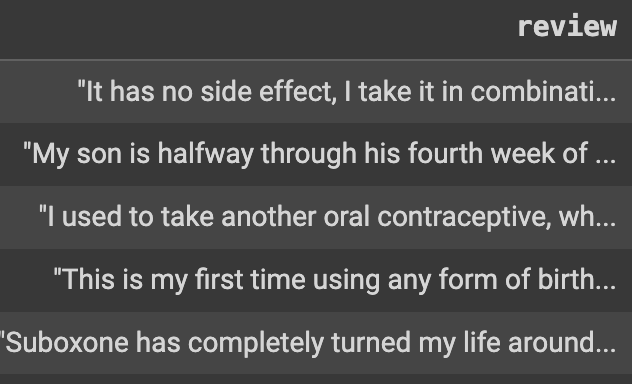 review
"It has no side effect, I take it in combinati...
"My son is halfway through his fourth week of ...
"I used to take another oral contraceptive, wh...
"This is my first time using any form of birth...
"Suboxone has completely turned my life around...